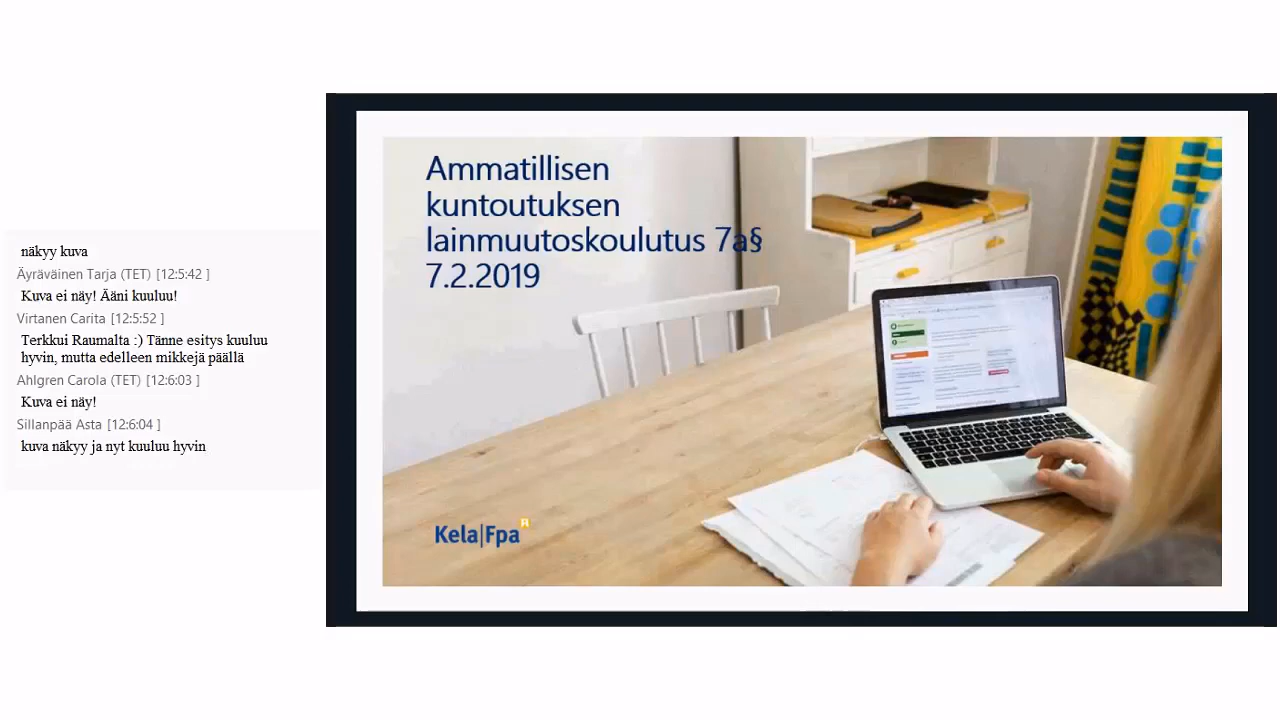 näkyy kuva
Äyräväinen Tarja (TET) [12:5:42 ]
Kuva ei näy! Ääni kuuluu!
Virtanen Carita [12:5:52 ]
Terkkui Raumalta :) Tänne esitys kuuluu
hyvin, mutta edelleen mikkejä päällä
Ahlgren Carola (TET) [12:6:03 ]
Kuva ei näy!
Sillanpää Asta [12:6:04 ]
kuva näkyy ja nyt kuuluu hyvin
Ammatillisen
kuntoutuksen
lainmuutoskoulutus 7a§
7.2.2019
Kela|Fpa